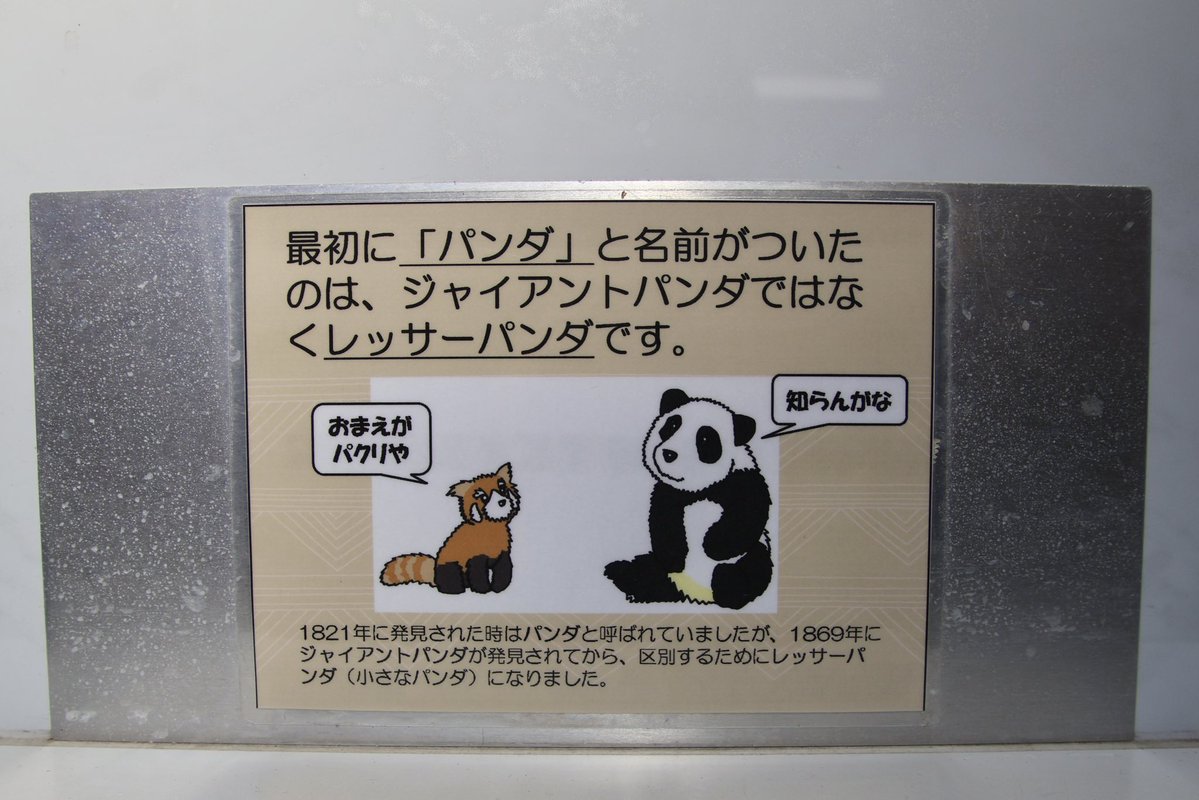 最初に「パンダ」と名前がついた
のは、ジャイアントパンダではな
くレッサーパンダです。
おまえが
パクリや
知らんがな
1821年に発見された時はパンダと呼ばれていましたが、1869年に
ジャイアントパンダが発見されてから、区別するためにレッサーパ
ンダ（小さなパンダ）になりました。